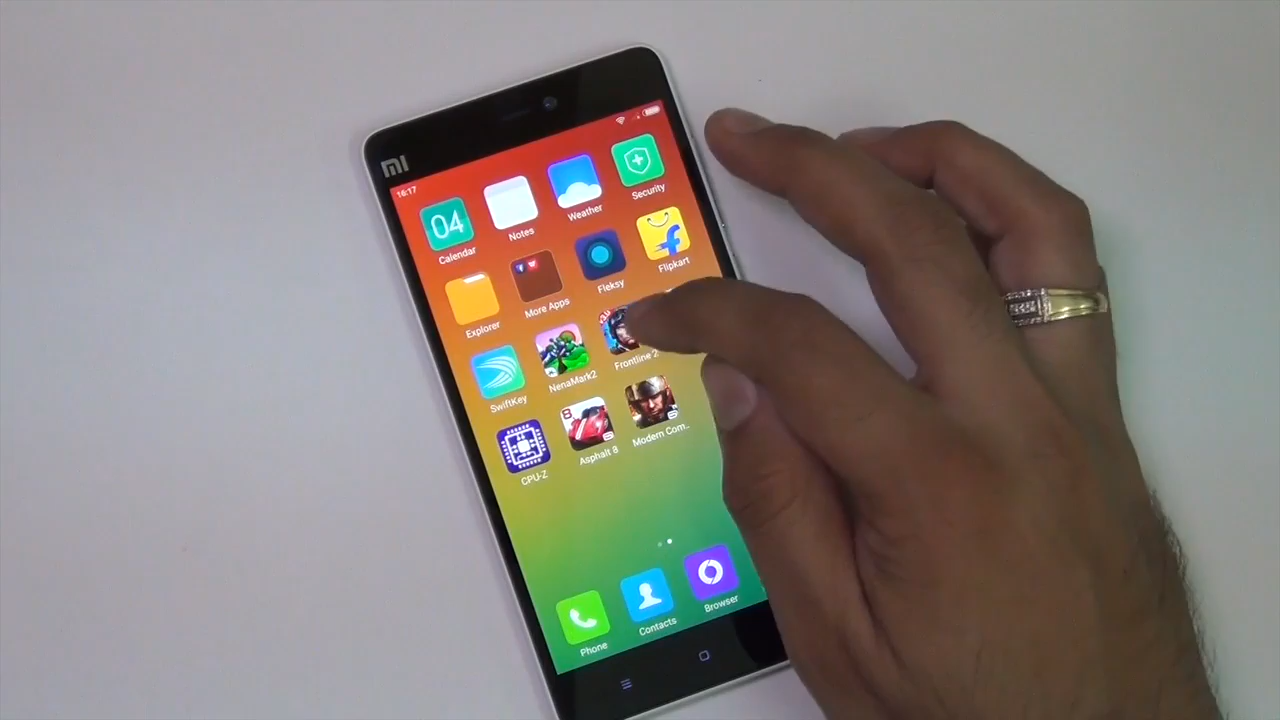 MI
16:17
04
Calendar
Notes
Weather
Security
Explorer
More Apps
Fleksy
Flipkart
SwiftKey
NenaMark2
Frontline 2
CPU-Z
8
Asphalt 8
Modern Com..
Phone
Contacts
Browser